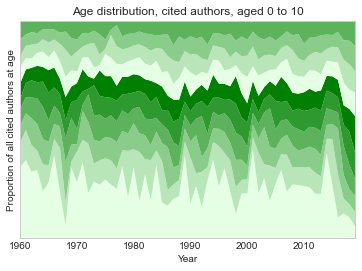 Age distribution, cited authors, aged 0 to 10
Proportion of all cited authors at age
1960 1970 1980 1990 2000 2010
Year